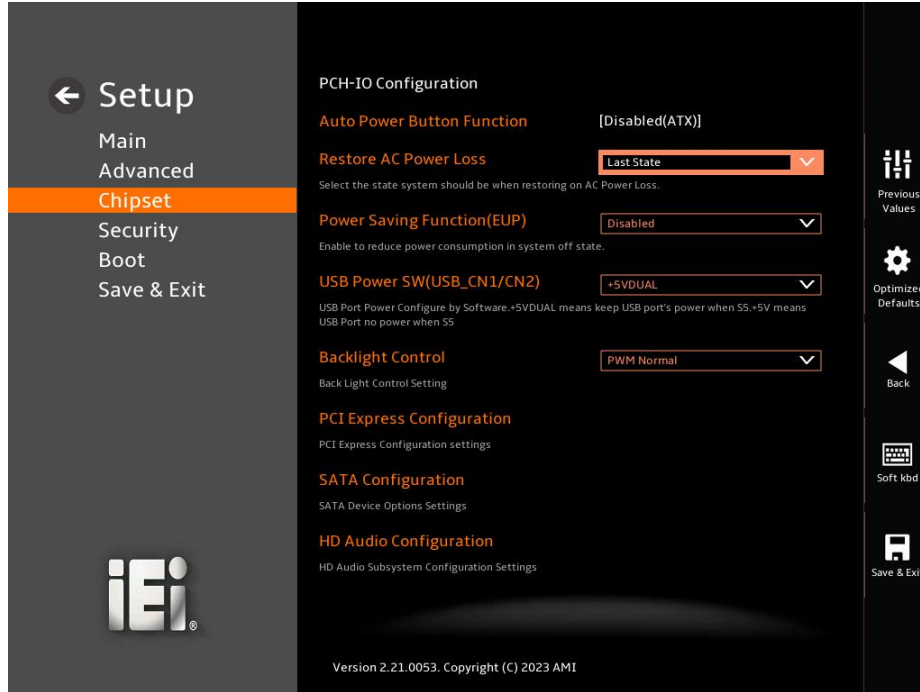 Setup
Main
Advanced
Chipset
Security
Boot
Save & Exit
iEi®
PCH-IO Configuration
Auto Power Button Function [Disabled(ATX)]
Restore AC Power Loss Last State
Select the state system should be when restoring on AC Power Loss.
Power Saving Function(EUP) Disabled
Enable to reduce power consumption in system off state.
USB Power SW(USB_CN1/CN2) +5VDUAL
USB Port Power Configure by Software.+5VDUAL means keep USB port's power when S5.+5V means
USB Port no power when S5
Backlight Control PWM Normal
Back Light Control Setting
PCI Express Configuration
PCI Express Configuration settings
SATA Configuration
SATA Device Options Settings
HD Audio Configuration
HD Audio Subsystem Configuration Settings
Version 2.21.0053. Copyright (C) 2023 AMI
Previous
Values
Optimized
Defaults
Back
Soft kbd
Save & Exi